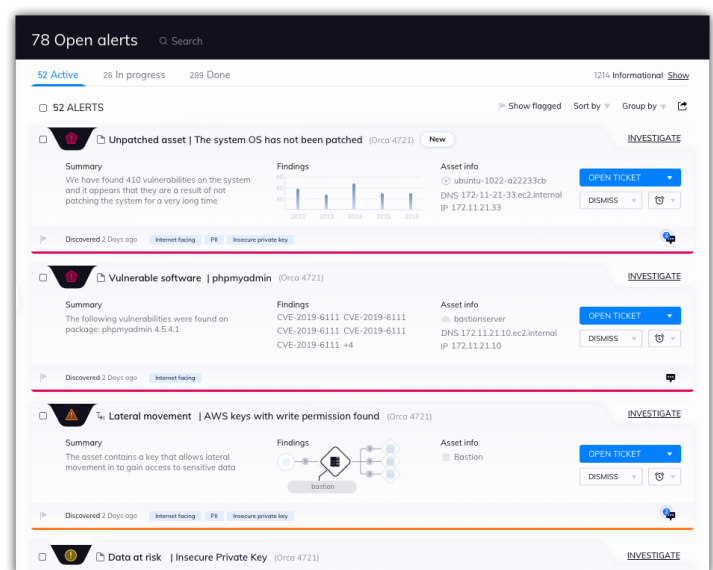 78 Open alerts Search
52 Active 26 In progress 299 Done 1214 Informational Show
52 ALERTS Show flagged Sort by Group by
Unpatched asset | The system OS has not been patched (Orca 4721) New INVESTIGATE
Summary Findings Asset info
We have found 410 vulnerabilities on the system
and it appears that they are a result of not
patching the system for a very long time
2012 2013 2014 2015 2016
ubuntu-1022-a22233cb
DNS 172-11-21-33.ec2.internal
IP 172.11.21.33
OPEN TICKET
DISMISS
Discovered 2 Days ago Internet facing PII Insecure private key 2
Vulnerable software | phpmyadmin (Orca 4721) INVESTIGATE
Summary Findings Asset info
The following vulnerabilities were found on
package: phpmyadmin 4.5.4.1
CVE-2019-6111 CVE-2019-6111
CVE-2019-6111 CVE-2019-6111
CVE-2019-6111 +4
bastionserver
DNS 172.11.21.10.ec2.internal
IP 172.11.21.10
OPEN TICKET
DISMISS
Discovered 2 Days ago Internet facing
Lateral movement | AWS keys with write permission found (Orca 4721) INVESTIGATE
Summary Findings Asset info
The asset contains a key that allows lateral
movement in to gain access to sensitive data
bastion
Bastion
OPEN TICKET
DISMISS
Discovered 2 Days ago Internet facing PII Insecure private key
Data at risk | Insecure Private Key (Orca 4721) INVESTIGATE